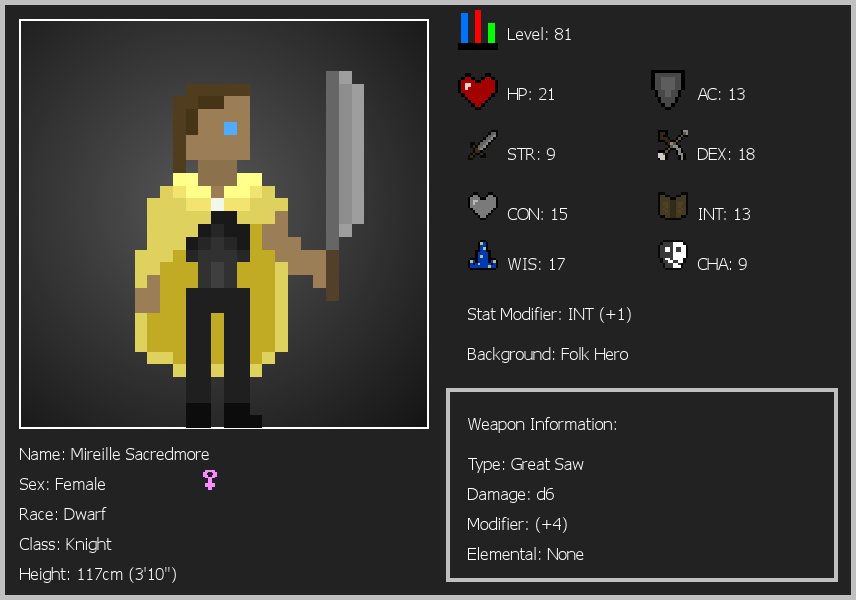 Level: 81
HP: 21
AC: 13
STR: 9
DEX: 18
CON: 15
INT: 13
WIS: 17
CHA: 9
Stat Modifier: INT (+1)
Background: Folk Hero
Weapon Information:
Type: Great Saw
Damage: d6
Modifier: (+4)
Elemental: None
Name: Mireille Sacredmore
Sex: Female
Race: Dwarf
Class: Knight
Height: 117cm (3'10")